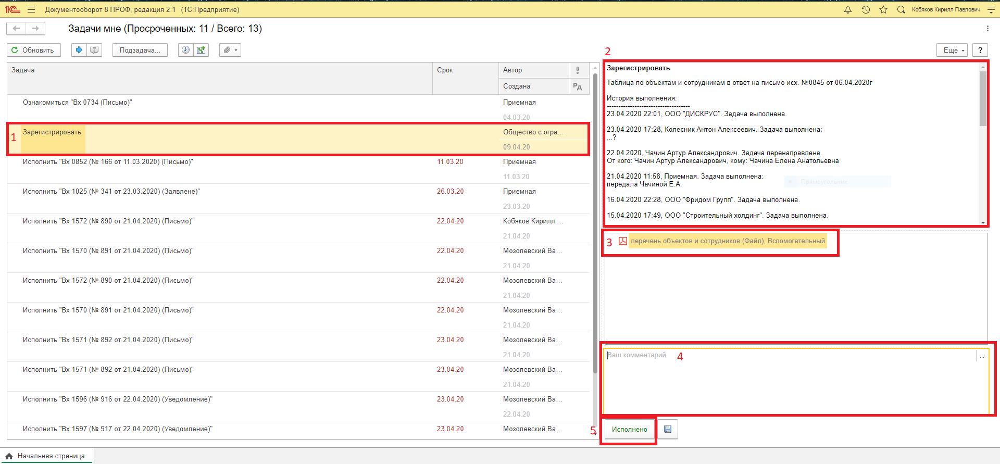 1С Документооборот 8 ПРОФ, редакция 2.1 (1С:Предприятие)
Кобяков Кирилл Павлович
Задачи мне (Просроченных: 11 / Всего: 13)
Обновить
Подзадача...
Еще
?
Задача
Срок
Автор
Создана
Рд
Ознакомиться "Вх 0734 (Письмо)"
Приемная
04.03.20
1
Зарегистрировать
Общество с огра...
09.04.20
Исполнить "Вх 0852 (№ 166 от 11.03.2020) (Письмо)"
11.03.20
Приемная
11.03.20
Исполнить "Вх 1025 (№ 341 от 23.03.2020) (Заявлене)"
26.03.20
Приемная
23.03.20
Исполнить "Вх 1572 (№ 890 от 21.04.2020) (Письмо)"
22.04.20
Кобяков Кирилл ...
21.04.20
Исполнить "Вх 1570 (№ 891 от 21.04.2020) (Письмо)"
22.04.20
Мозолевский Ва...
21.04.20
Исполнить "Вх 1572 (№ 890 от 21.04.2020) (Письмо)"
22.04.20
Мозолевский Ва...
21.04.20
Исполнить "Вх 1570 (№ 891 от 21.04.2020) (Письмо)"
22.04.20
Мозолевский Ва...
21.04.20
Исполнить "Вх 1571 (№ 892 от 21.04.2020) (Письмо)"
23.04.20
Мозолевский Ва...
21.04.20
Исполнить "Вх 1571 (№ 892 от 21.04.2020) (Письмо)"
23.04.20
Мозолевский Ва...
21.04.20
Исполнить "Вх 1596 (№ 916 от 22.04.2020) (Уведомление)"
23.04.20
Мозолевский Ва...
22.04.20
Исполнить "Вх 1597 (№ 917 от 22.04.2020) (Уведомление)"
23.04.20
Мозолевский Ва...
2
Зарегистрировать
Таблица по объектам и сотрудникам в ответ на письмо исх. №0845 от 06.04.2020г
История выполнения:
------------------------------------
23.04.2020 22:01, ООО "ДИСКРУС". Задача выполнена.
23.04.2020 17:28, Колесник Антон Алексеевич. Задача выполнена:
...?
22.04.2020, Чачин Артур Александрович. Задача перенаправлена.
От кого: Чачин Артур Александрович, кому: Чачина Елена Анатольевна
21.04.2020 11:58, Приемная. Задача выполнена:
передала Чачиной Е.А.
Прямоугольник
16.04.2020 22:28, ООО "Фридом Групп". Задача выполнена.
15.04.2020 17:49, ООО "Строительный холдинг". Задача выполнена.
3 перечень объектов и сотрудников (Файл), Вспомогательный
Ваш комментарий 4
...
5 Исполнено
Начальная страница